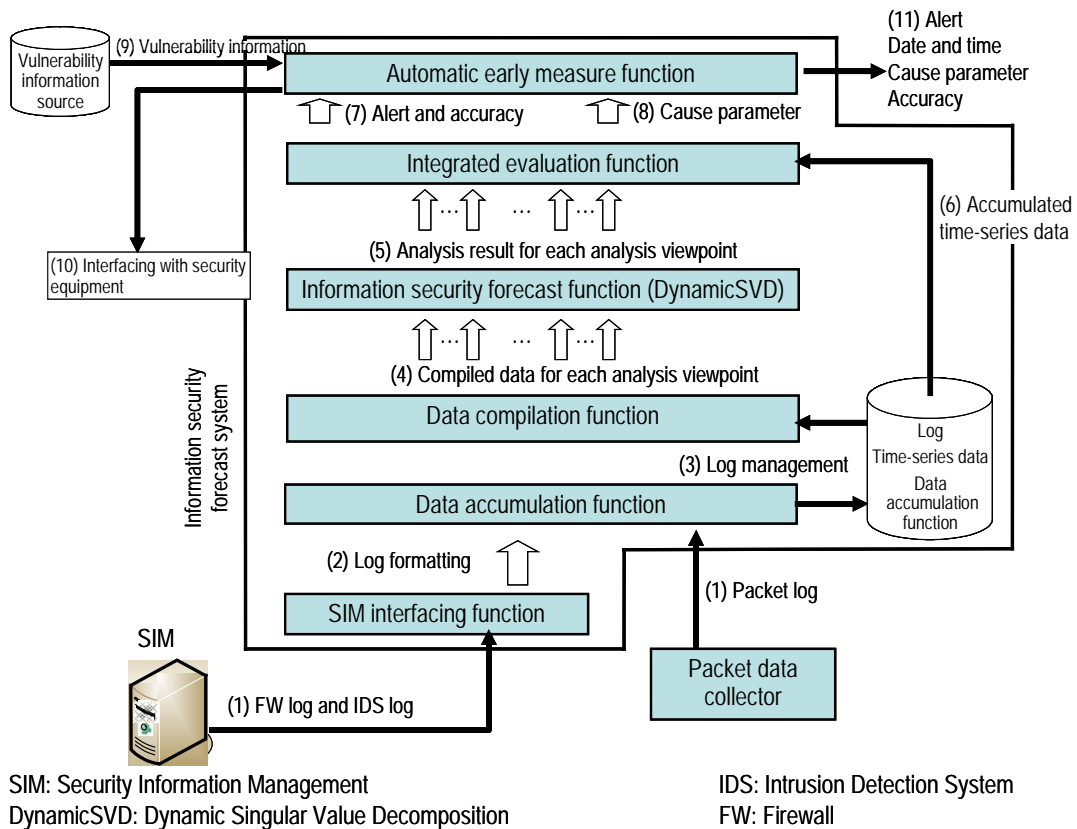 (11) Alert
Date and time
Cause parameter
Accuracy
(9) Vulnerability information
Vulnerability
information
source
Automatic early measure function
(7) Alert and accuracy
(8) Cause parameter
Integrated evaluation function
(6) Accumulated
time-series data
... ... ...
(5) Analysis result for each analysis viewpoint
(10) Interfacing with security
equipment
Information security forecast function (DynamicSVD)
... ... ...
(4) Compiled data for each analysis viewpoint
Information security
forecast system
Data compilation function
Log
Time-series data
Data
accumulation
function
(3) Log management
Data accumulation function
(2) Log formatting
(1) Packet log
SIM interfacing function
SIM
Packet data
collector
(1) FW log and IDS log
SIM: Security Information Management
IDS: Intrusion Detection System
DynamicSVD: Dynamic Singular Value Decomposition
FW: Firewall